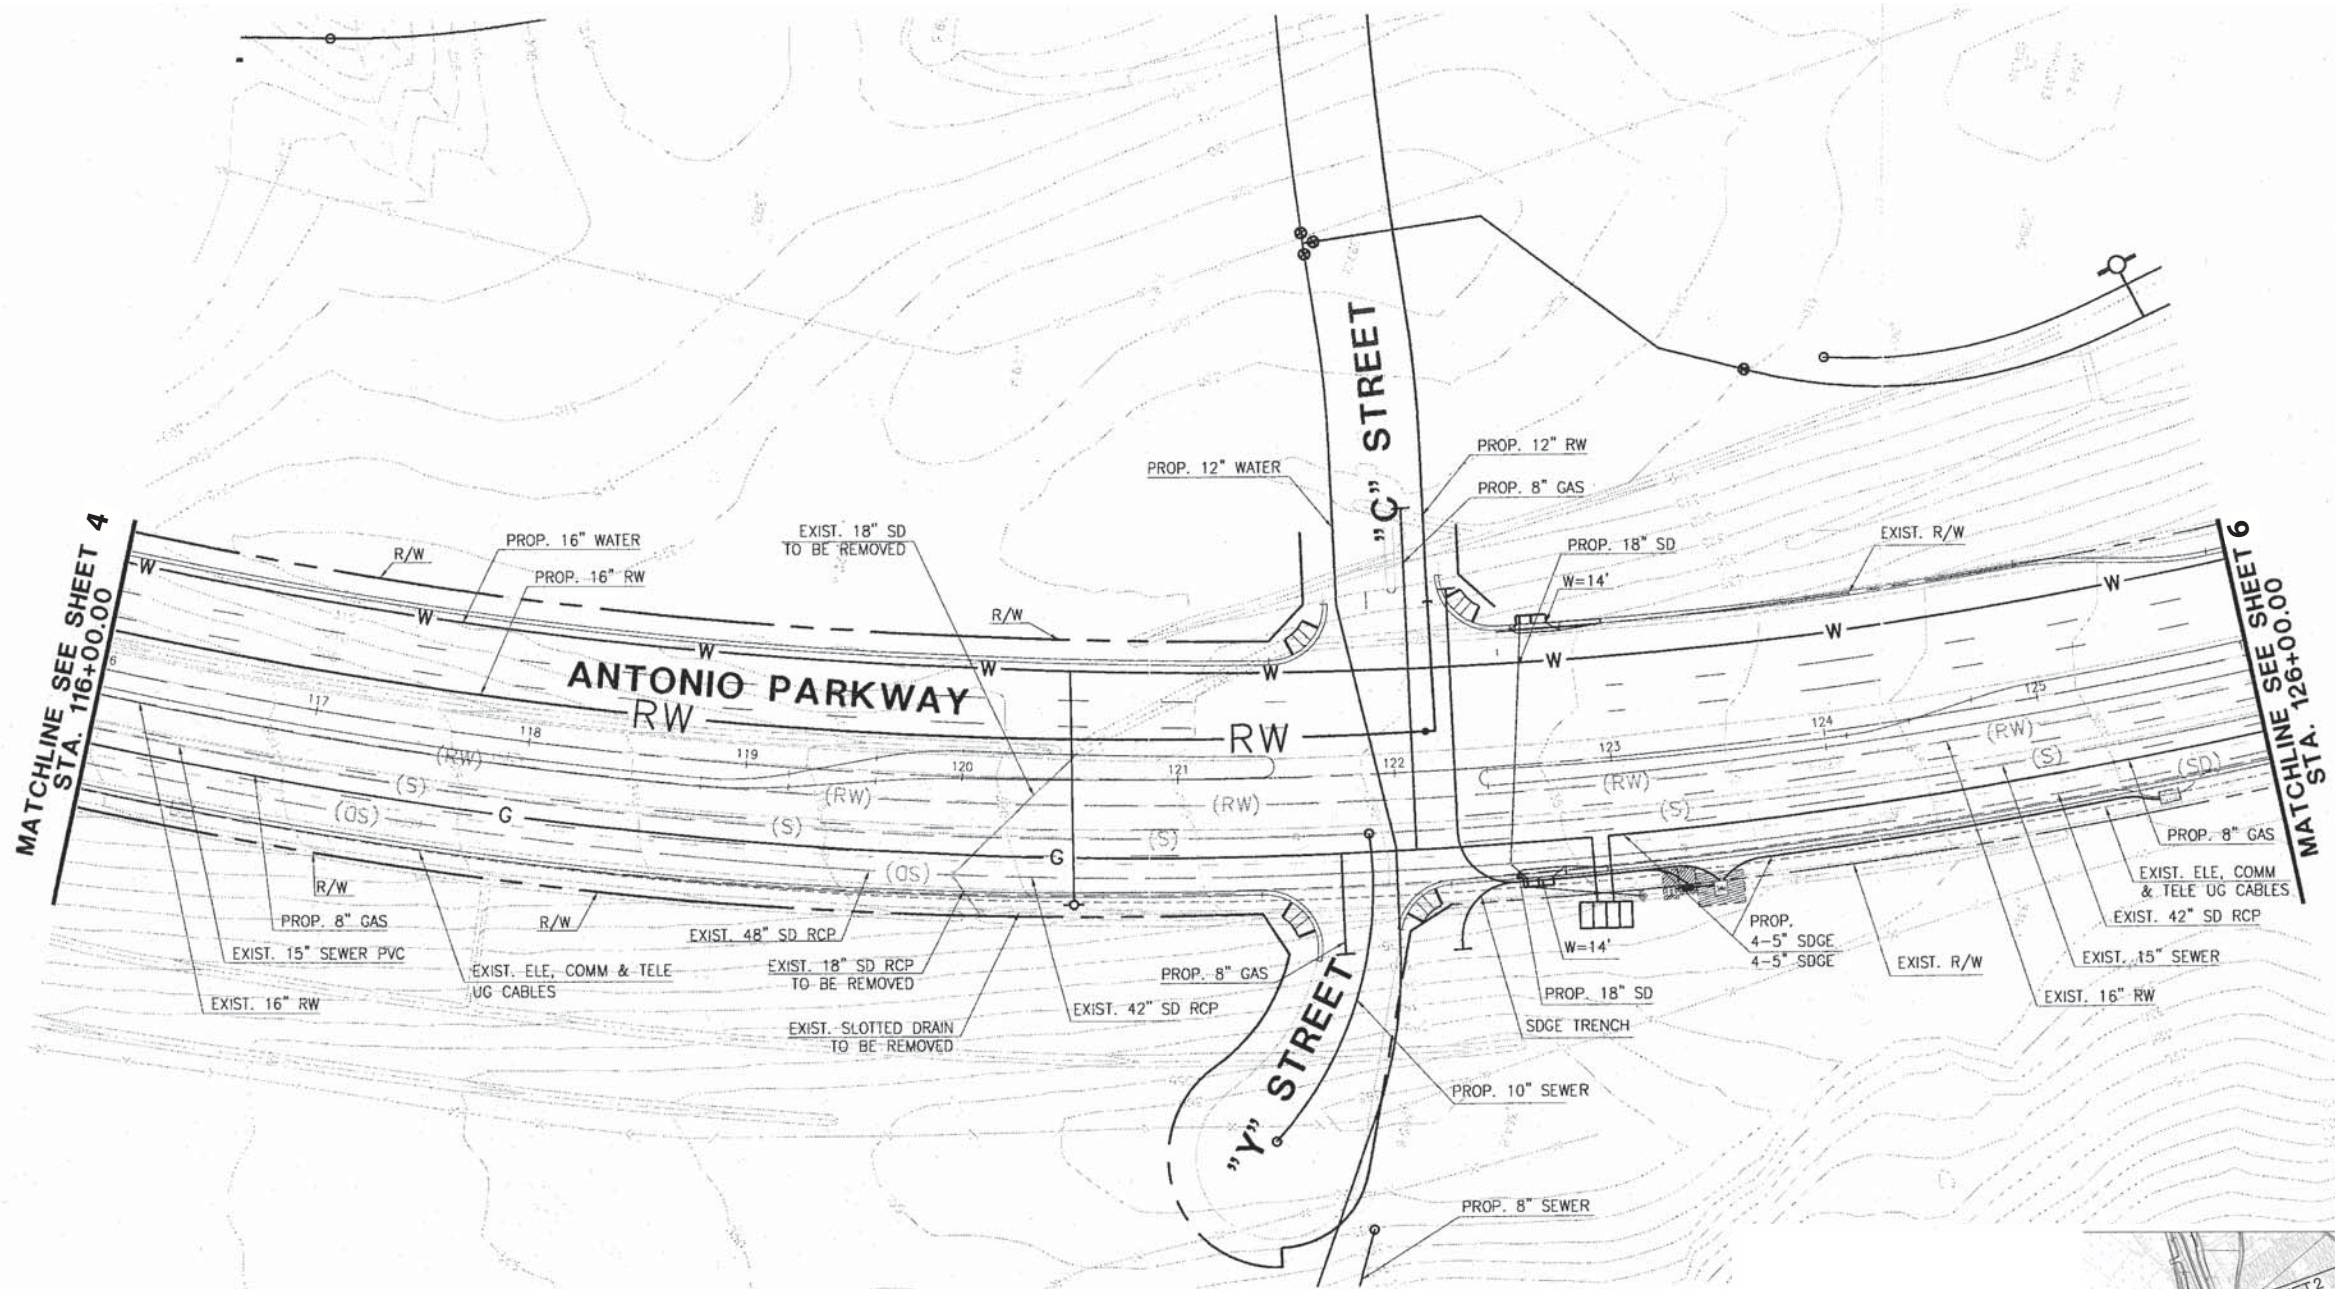 PROP. 12" RW
PROP. 12" WATER
PROP. 8" GAS
"C" STREET
MATCHLINE SEE SHEET 4
STA. 116+00.00
R/W
PROP. 16" WATER
PROP. 16" RW
EXIST. 18" SD
TO BE REMOVED
R/W
PROP. 18" SD
W=14'
EXIST. R/W
MATCHLINE SEE SHEET 6
STA. 126+00.00
W
W
W
W
W
W
W
W
ANTONIO PARKWAY
RW
RW
117
118
119
120
121
122
123
124
125
(RW)
(RW)
(RW)
(RW)
(RW)
(S)
(S)
(S)
(S)
(S)
(SD)
(SD)
(SD)
G
G
R/W
PROP. 8" GAS
EXIST. 15" SEWER PVC
EXIST. 16" RW
R/W
EXIST. ELE, COMM & TELE
UG CABLES
EXIST. 48" SD RCP
EXIST. 18" SD RCP
TO BE REMOVED
EXIST. SLOTTED DRAIN
TO BE REMOVED
EXIST. 42" SD RCP
PROP. 8" GAS
"Y" STREET
W=14'
PROP. 18" SD
SDGE TRENCH
PROP.
4-5" SDGE
4-5" SDGE
EXIST. R/W
PROP. 8" GAS
EXIST. ELE, COMM
& TELE UG CABLES
EXIST. 42" SD RCP
EXIST. 15" SEWER
EXIST. 16" RW
PROP. 10" SEWER
PROP. 8" SEWER